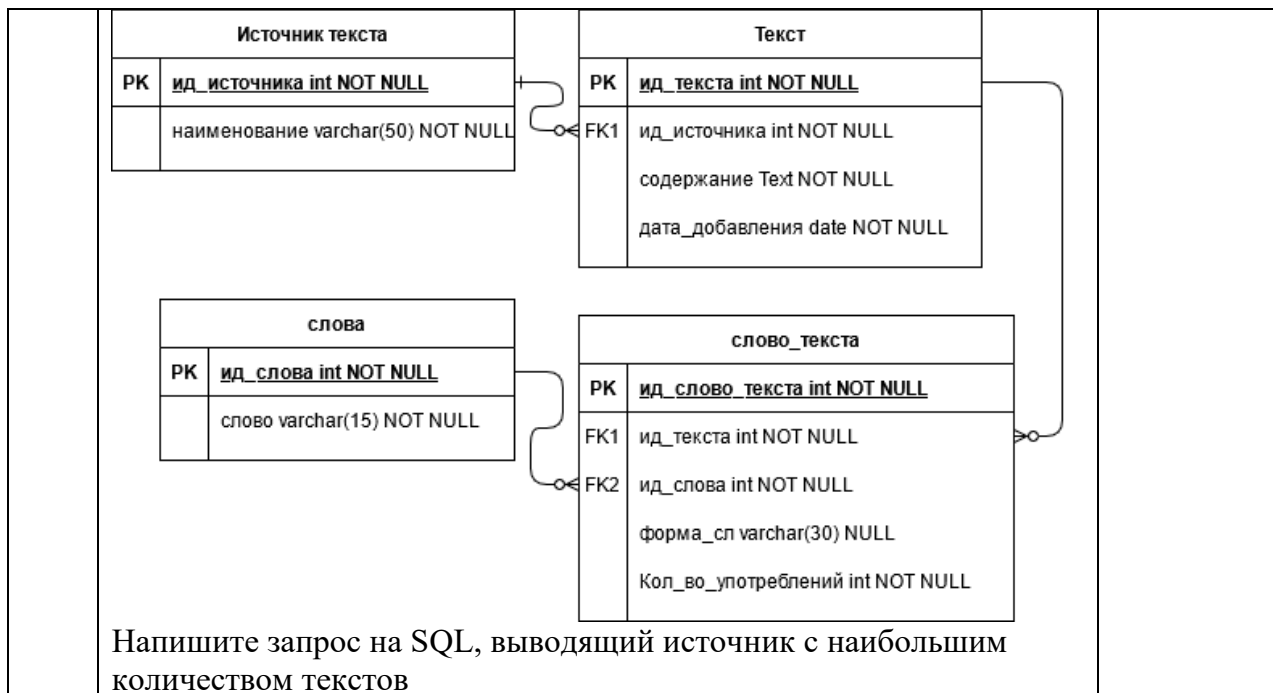 Источник текста
PK ид_источника int NOT NULL
наименование varchar(50) NOT NULL
Текст
PK ид_текста int NOT NULL
FK1 ид_источника int NOT NULL
содержание Text NOT NULL
дата_добавления date NOT NULL
слова
PK ид_слова int NOT NULL
слово varchar(15) NOT NULL
слово_текста
PK ид_слово_текста int NOT NULL
FK1 ид_текста int NOT NULL
FK2 ид_слова int NOT NULL
форма_сл varchar(30) NULL
Кол_во_употреблений int NOT NULL
Напишите запрос на SQL, выводящий источник с наибольшим
количеством текстов